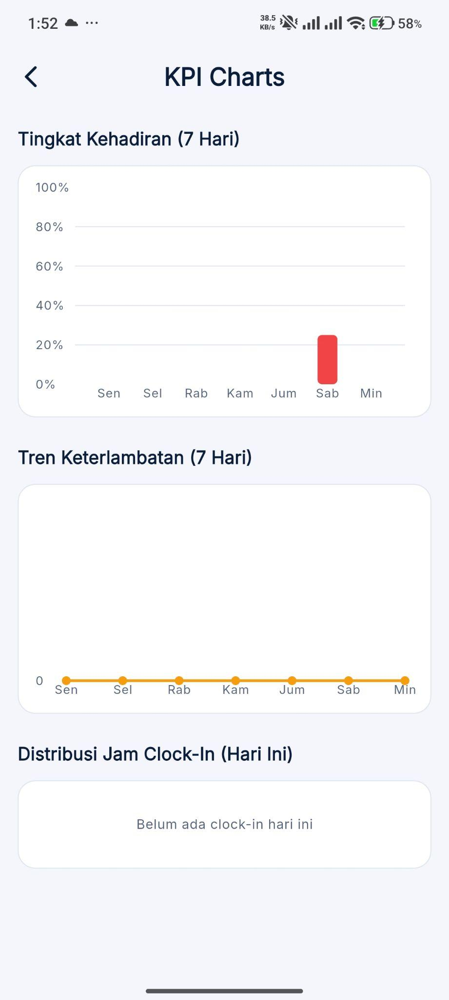 1:52 ...
38.5
KB/s
58%
KPI Charts
Tingkat Kehadiran (7 Hari)
100%
80%
60%
40%
20%
0%
Sen Sel Rab Kam Jum Sab Min
Tren Keterlambatan (7 Hari)
0
Sen Sel Rab Kam Jum Sab Min
Distribusi Jam Clock-In (Hari Ini)
Belum ada clock-in hari ini